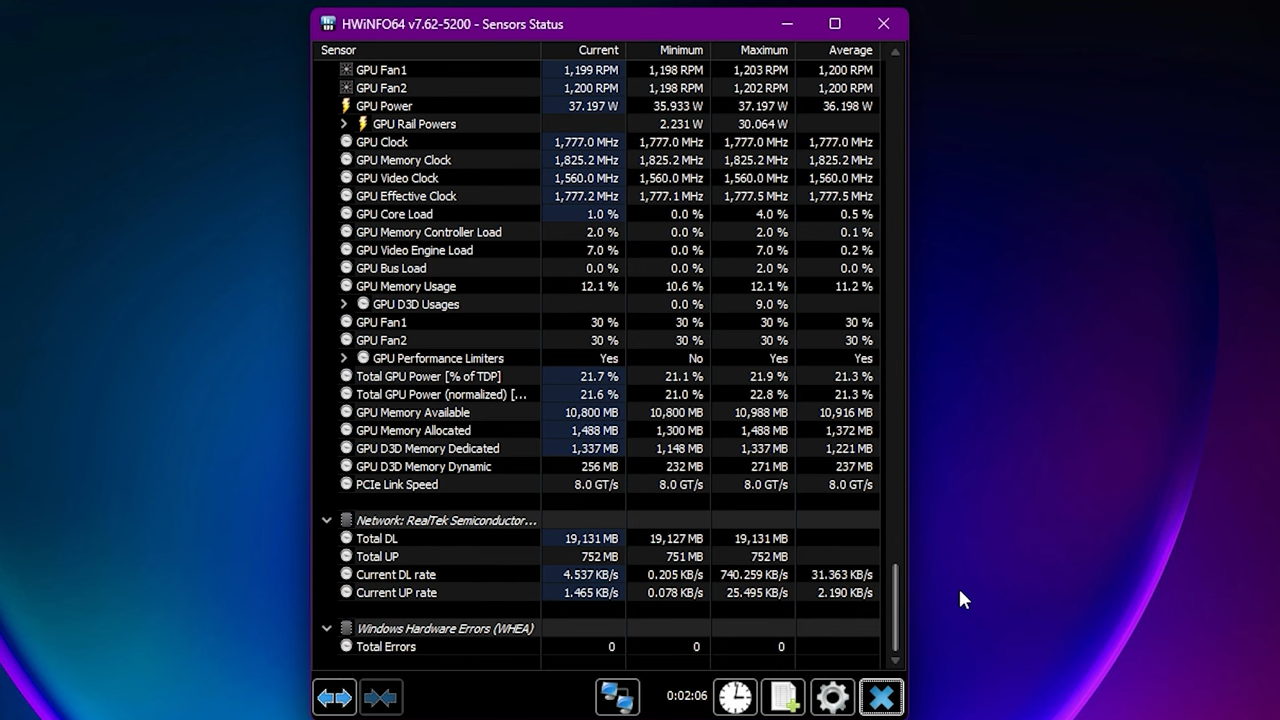 HWiNFO64 v7.62-5200 - Sensors Status
Sensor Current Minimum Maximum Average
GPU Fan1 1,199 RPM 1,198 RPM 1,203 RPM 1,200 RPM
GPU Fan2 1,200 RPM 1,198 RPM 1,202 RPM 1,200 RPM
GPU Power 37.197 W 35.933 W 37.197 W 36.198 W
GPU Rail Powers 2.231 W 30.064 W
GPU Clock 1,777.0 MHz 1,777.0 MHz 1,777.0 MHz 1,777.0 MHz
GPU Memory Clock 1,825.2 MHz 1,825.2 MHz 1,825.2 MHz 1,825.2 MHz
GPU Video Clock 1,560.0 MHz 1,560.0 MHz 1,560.0 MHz 1,560.0 MHz
GPU Effective Clock 1,777.2 MHz 1,777.1 MHz 1,777.5 MHz 1,777.5 MHz
GPU Core Load 1.0 % 0.0 % 4.0 % 0.5 %
GPU Memory Controller Load 2.0 % 0.0 % 2.0 % 0.1 %
GPU Video Engine Load 7.0 % 0.0 % 7.0 % 0.2 %
GPU Bus Load 0.0 % 0.0 % 2.0 % 0.0 %
GPU Memory Usage 12.1 % 10.6 % 12.1 % 11.2 %
GPU D3D Usages 0.0 % 9.0 %
GPU Fan1 30 % 30 % 30 % 30 %
GPU Fan2 30 % 30 % 30 % 30 %
GPU Performance Limiters Yes No Yes Yes
Total GPU Power [% of TDP] 21.7 % 21.1 % 21.9 % 21.3 %
Total GPU Power (normalized) [... 21.6 % 21.0 % 22.8 % 21.3 %
GPU Memory Available 10,800 MB 10,800 MB 10,988 MB 10,916 MB
GPU Memory Allocated 1,488 MB 1,300 MB 1,488 MB 1,372 MB
GPU D3D Memory Dedicated 1,337 MB 1,148 MB 1,337 MB 1,221 MB
GPU D3D Memory Dynamic 256 MB 232 MB 271 MB 237 MB
PCIe Link Speed 8.0 GT/s 8.0 GT/s 8.0 GT/s 8.0 GT/s
Network: RealTek Semiconductor...
Total DL 19,131 MB 19,127 MB 19,131 MB
Total UP 752 MB 751 MB 752 MB
Current DL rate 4.537 KB/s 0.205 KB/s 740.259 KB/s 31.363 KB/s
Current UP rate 1.465 KB/s 0.078 KB/s 25.495 KB/s 2.190 KB/s
Windows Hardware Errors (WHEA)
Total Errors 0 0 0
0:02:06